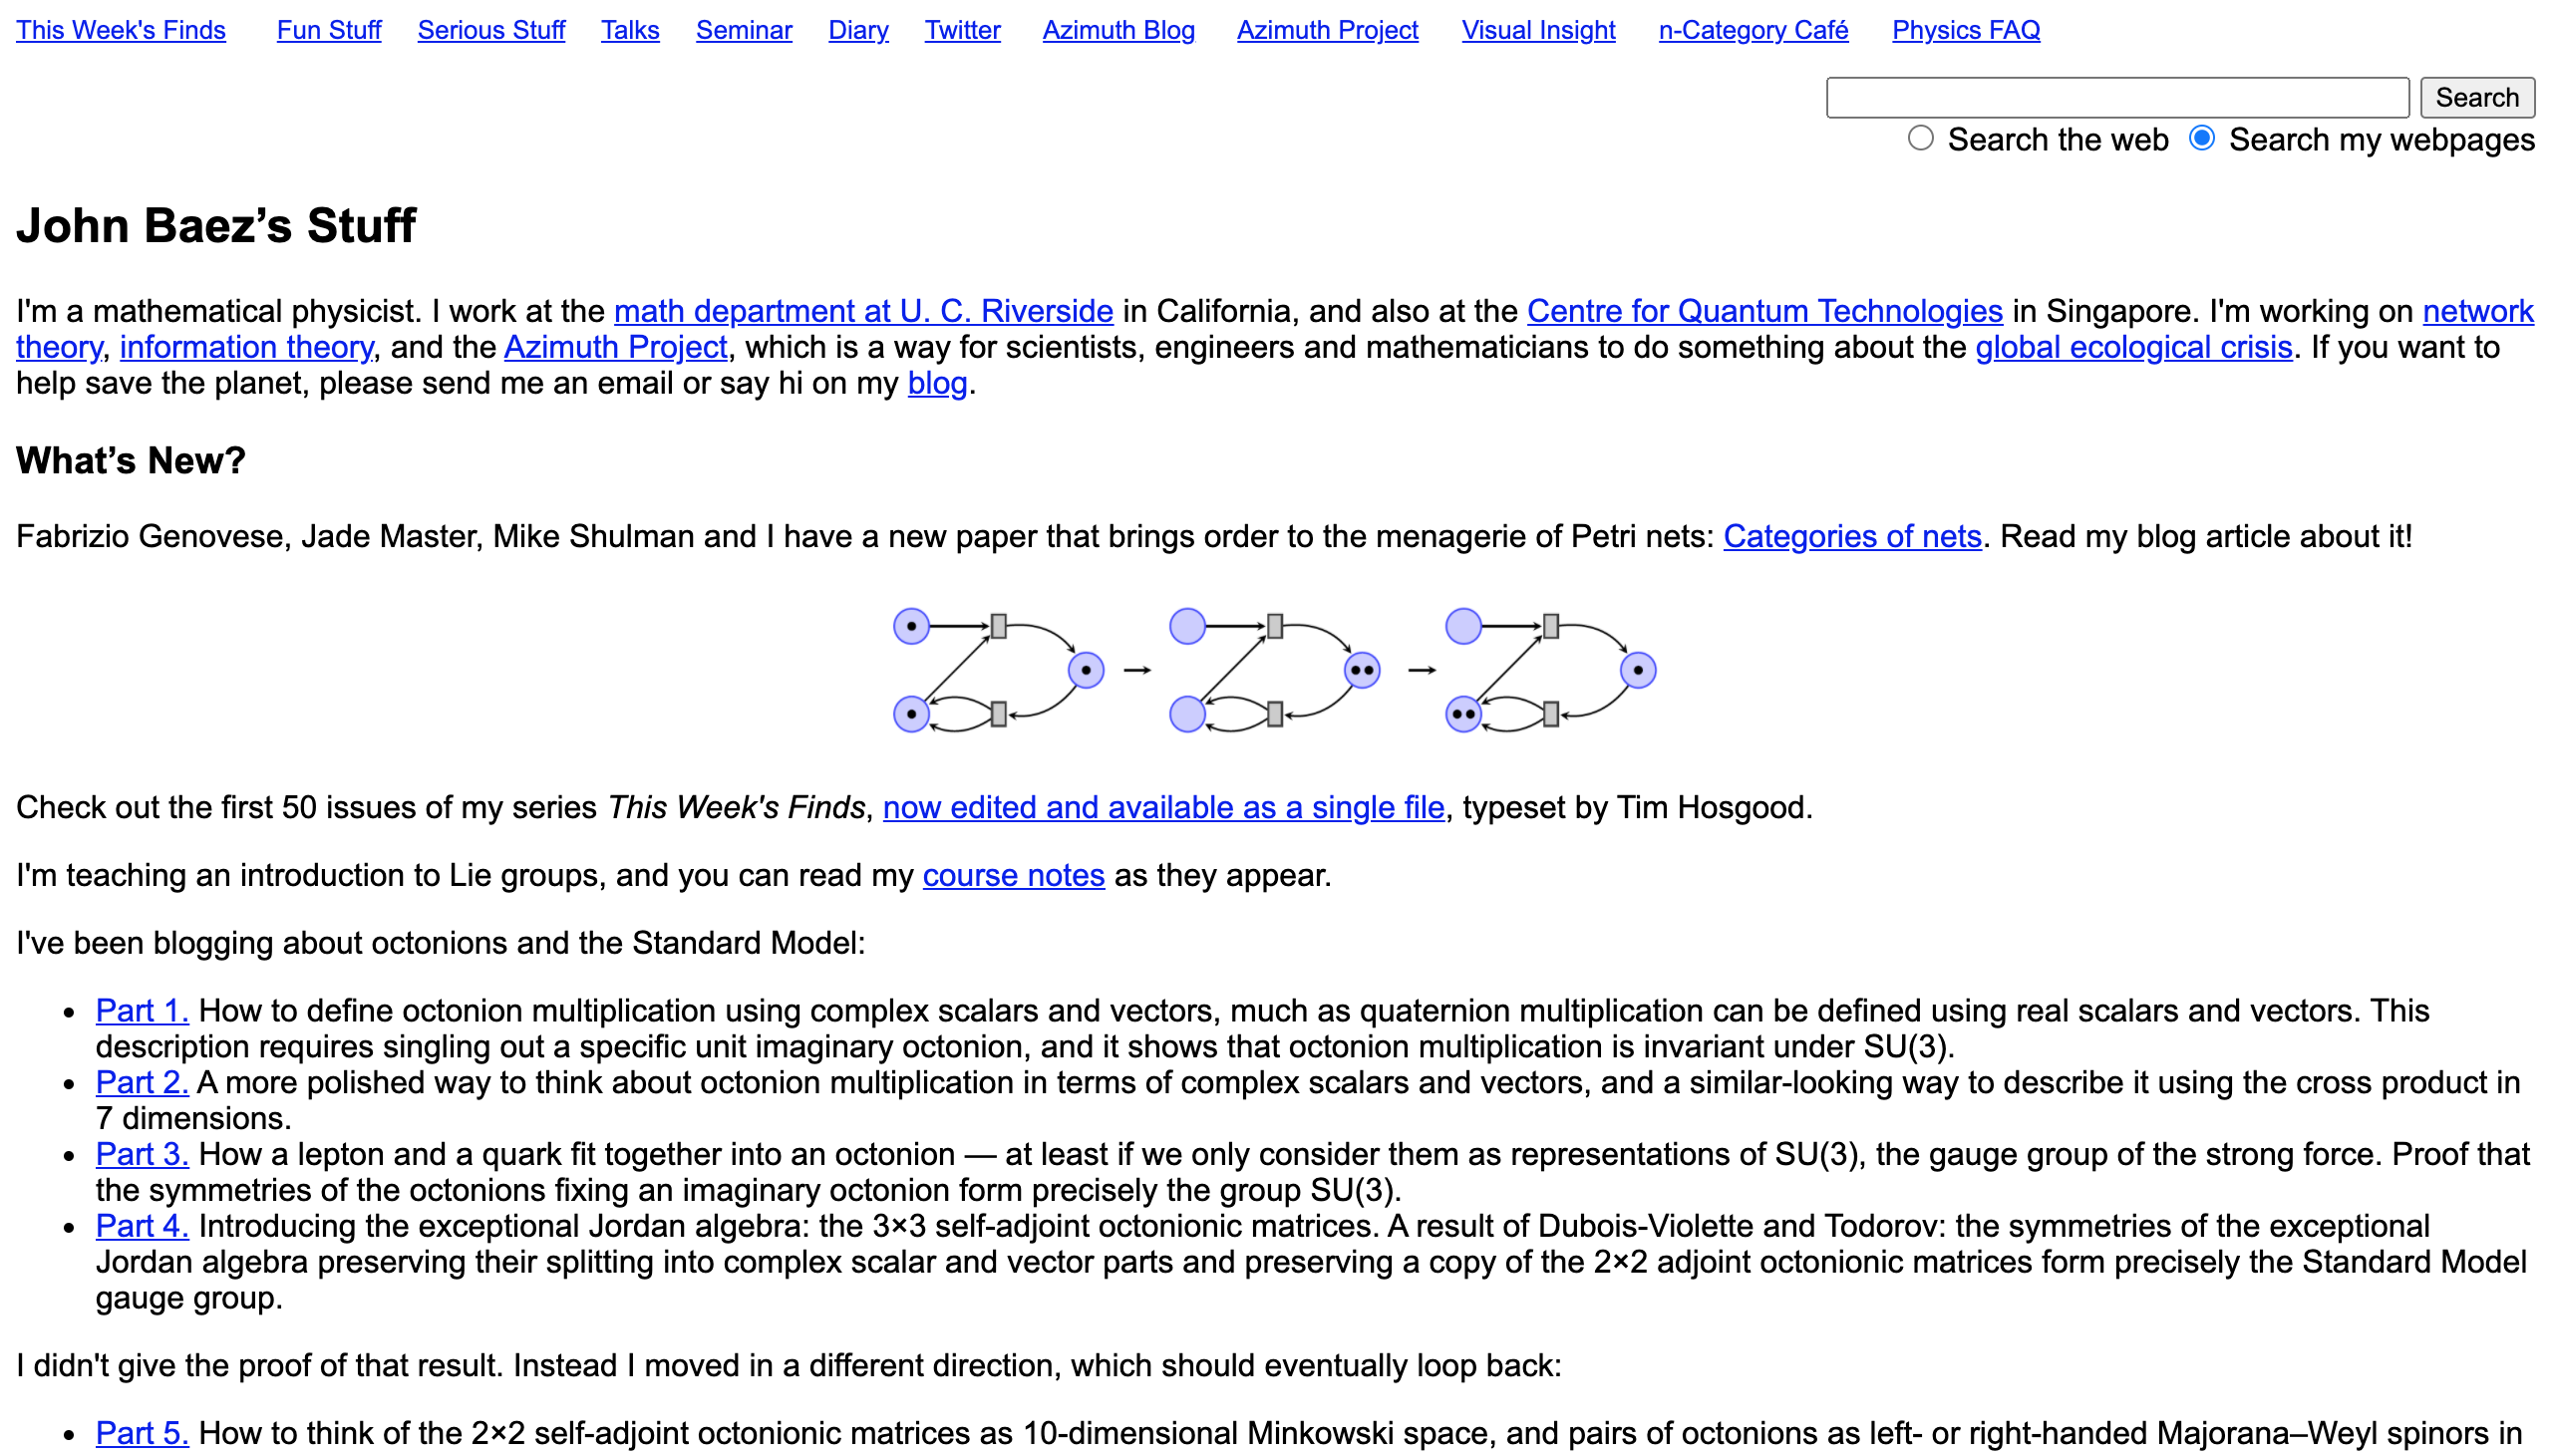 This Week's Finds Fun Stuff Serious Stuff Talks Seminar Diary Twitter Azimuth Blog Azimuth Project Visual Insight n-Category Café Physics FAQ
Search
Search the web Search my webpages
John Baez’s Stuff
I'm a mathematical physicist. I work at the math department at U. C. Riverside in California, and also at the Centre for Quantum Technologies in Singapore. I'm working on network
theory, information theory, and the Azimuth Project, which is a way for scientists, engineers and mathematicians to do something about the global ecological crisis. If you want to
help save the planet, please send me an email or say hi on my blog.
What’s New?
Fabrizio Genovese, Jade Master, Mike Shulman and I have a new paper that brings order to the menagerie of Petri nets: Categories of nets. Read my blog article about it!
Check out the first 50 issues of my series This Week's Finds, now edited and available as a single file, typeset by Tim Hosgood.
I'm teaching an introduction to Lie groups, and you can read my course notes as they appear.
I've been blogging about octonions and the Standard Model:
• Part 1. How to define octonion multiplication using complex scalars and vectors, much as quaternion multiplication can be defined using real scalars and vectors. This
description requires singling out a specific unit imaginary octonion, and it shows that octonion multiplication is invariant under SU(3).
• Part 2. A more polished way to think about octonion multiplication in terms of complex scalars and vectors, and a similar-looking way to describe it using the cross product in
7 dimensions.
• Part 3. How a lepton and a quark fit together into an octonion — at least if we only consider them as representations of SU(3), the gauge group of the strong force. Proof that
the symmetries of the octonions fixing an imaginary octonion form precisely the group SU(3).
• Part 4. Introducing the exceptional Jordan algebra: the 3×3 self-adjoint octonionic matrices. A result of Dubois-Violette and Todorov: the symmetries of the exceptional
Jordan algebra preserving their splitting into complex scalar and vector parts and preserving a copy of the 2×2 adjoint octonionic matrices form precisely the Standard Model
gauge group.
I didn't give the proof of that result. Instead I moved in a different direction, which should eventually loop back:
• Part 5. How to think of the 2×2 self-adjoint octonionic matrices as 10-dimensional Minkowski space, and pairs of octonions as left- or right-handed Majorana–Weyl spinors in